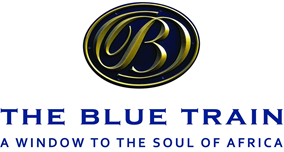 B
THE BLUE TRAIN
A WINDOW TO THE SOUL OF AFRICA